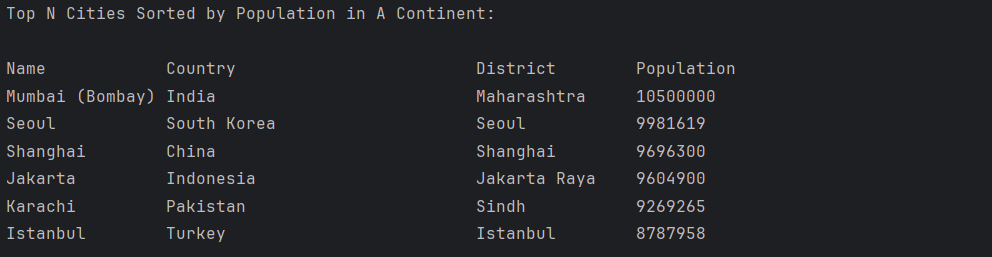 Top N Cities Sorted by Population in A Continent:
Name Country District Population
Mumbai (Bombay) India Maharashtra 10500000
Seoul South Korea Seoul 9981619
Shanghai China Shanghai 9696300
Jakarta Indonesia Jakarta Raya 9604900
Karachi Pakistan Sindh 9269265
Istanbul Turkey Istanbul 8787958